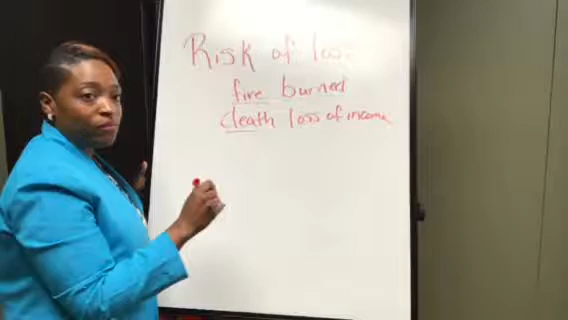 Risk of loss
fire burned
death loss of income